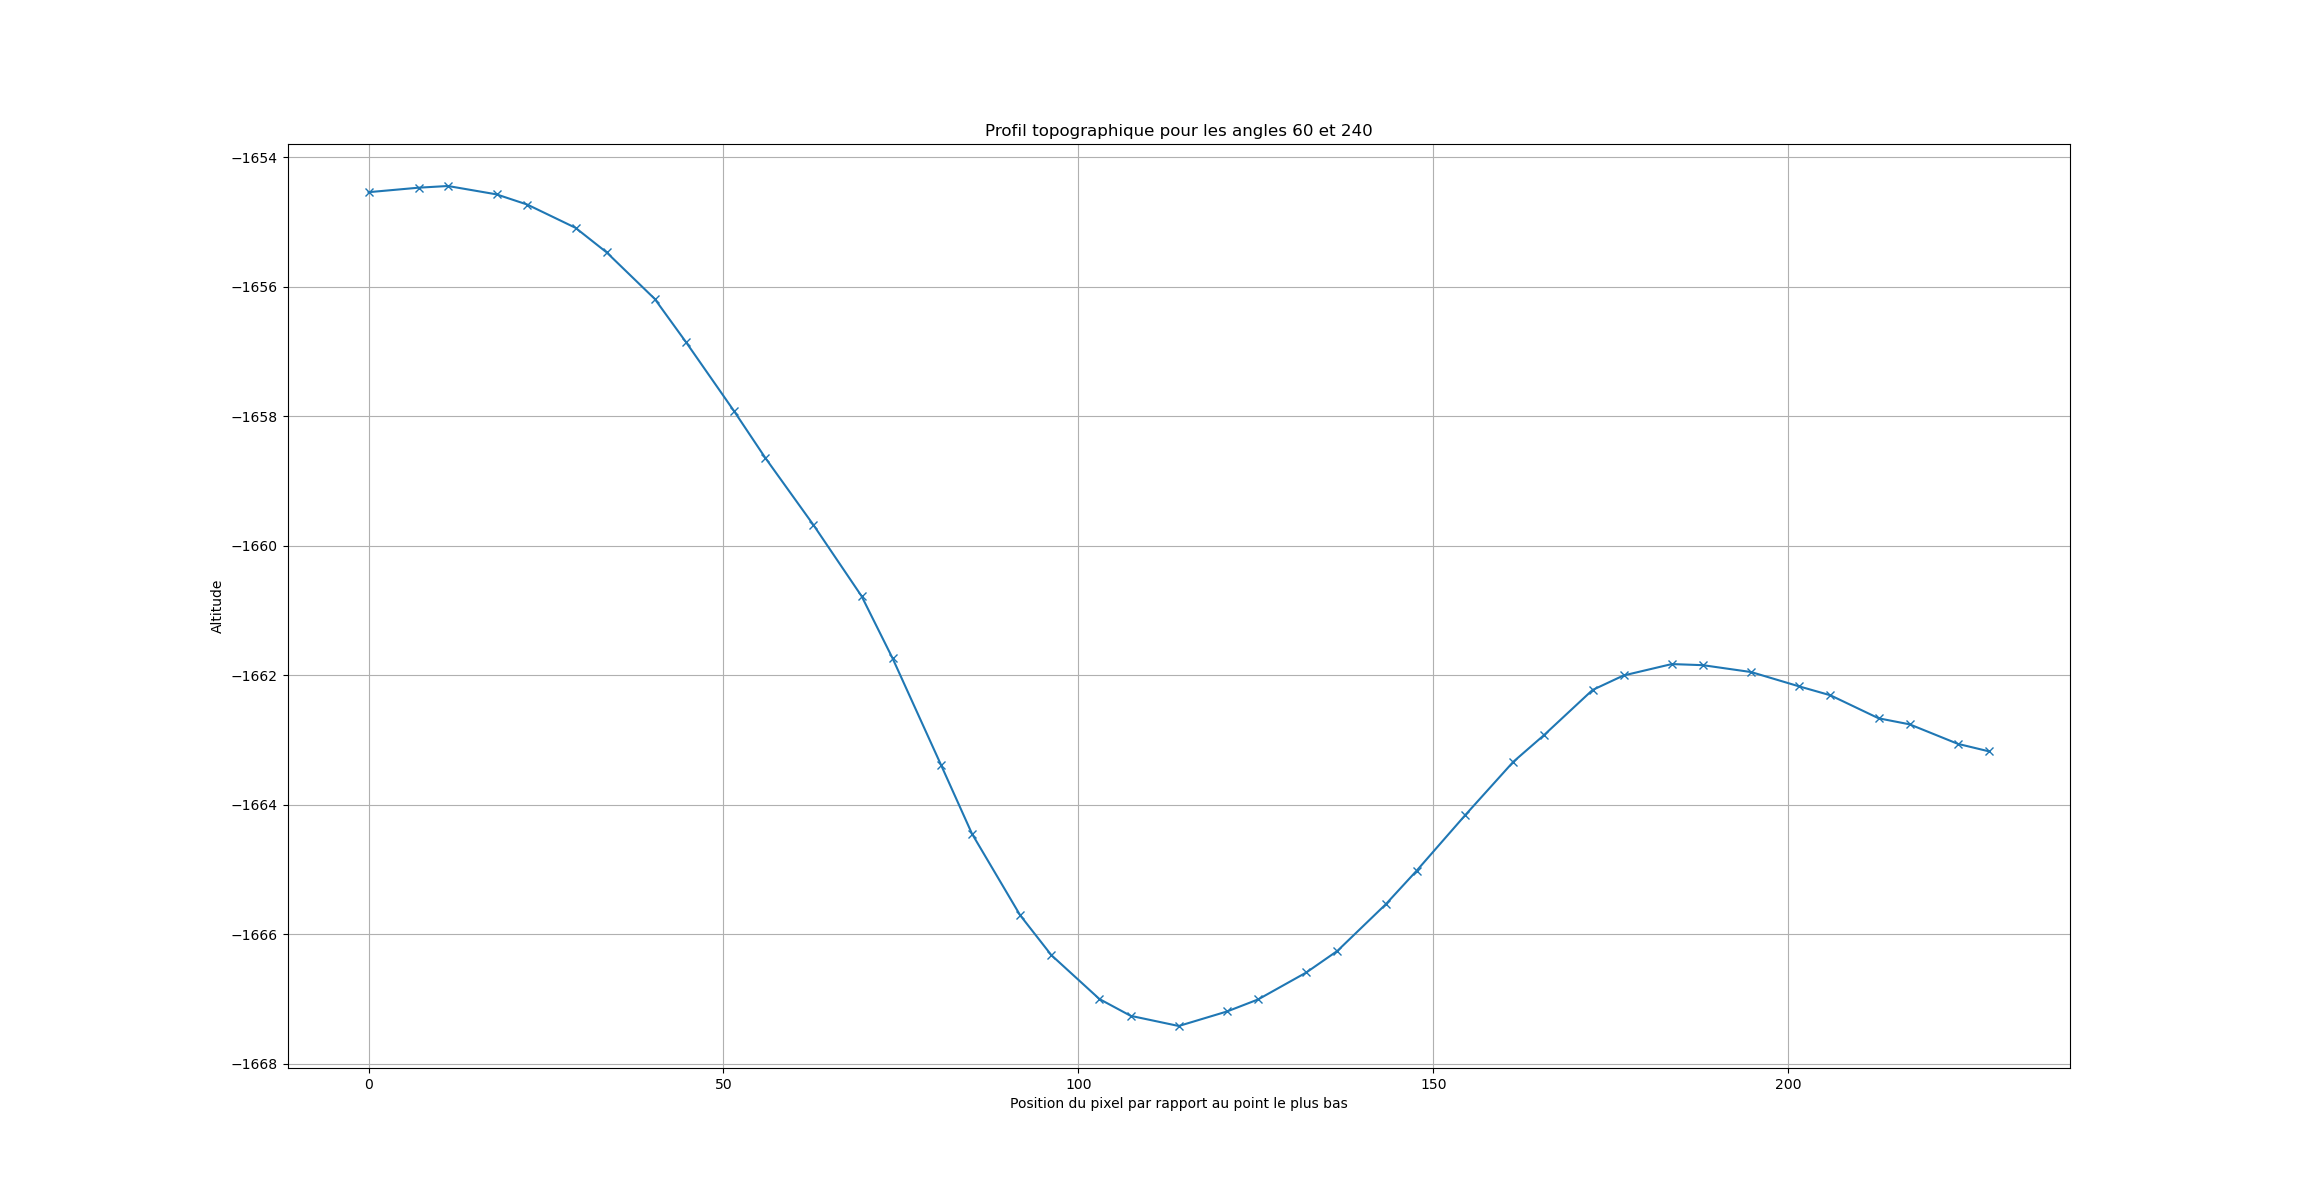 Profil topographique pour les angles 60 et 240
−1654
−1656
−1658
−1660
−1662
−1664
−1666
−1668
Altitude
0 50 100 150 200
Position du pixel par rapport au point le plus bas